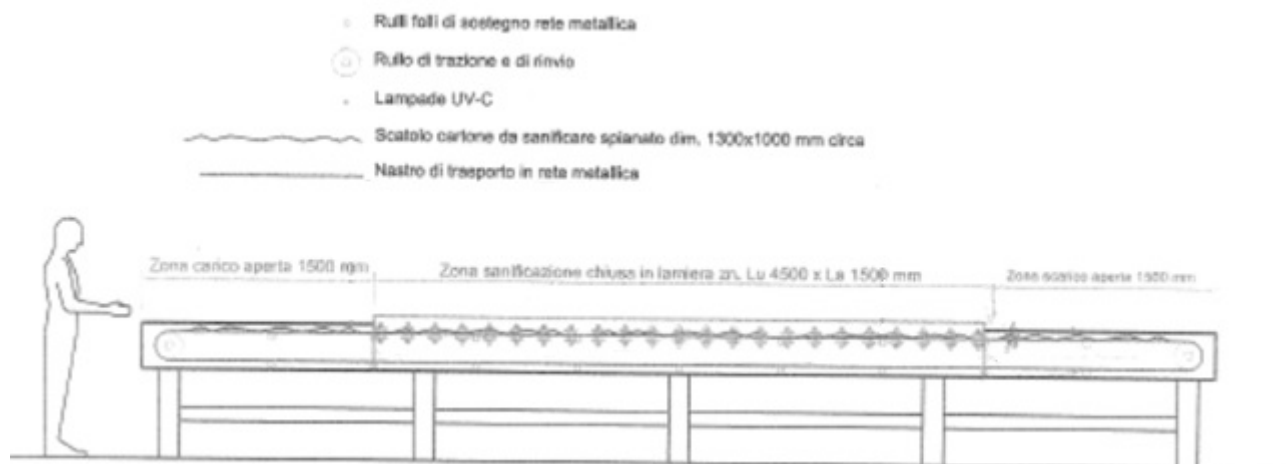 Rulli folli di sostegno rete metallica
Rullo di trazione e di rinvio
Lampade UV-C
Scatolo cartone da sanificare spianato dim. 1300x1000 mm circa
Nastro di trasporto in rete metallica
Zona carico aperta 1500 mm
Zona sanificazione chiusa in lamiera zn. Lu 4500 x La 1500 mm
Zona scarico aperta 1500 mm